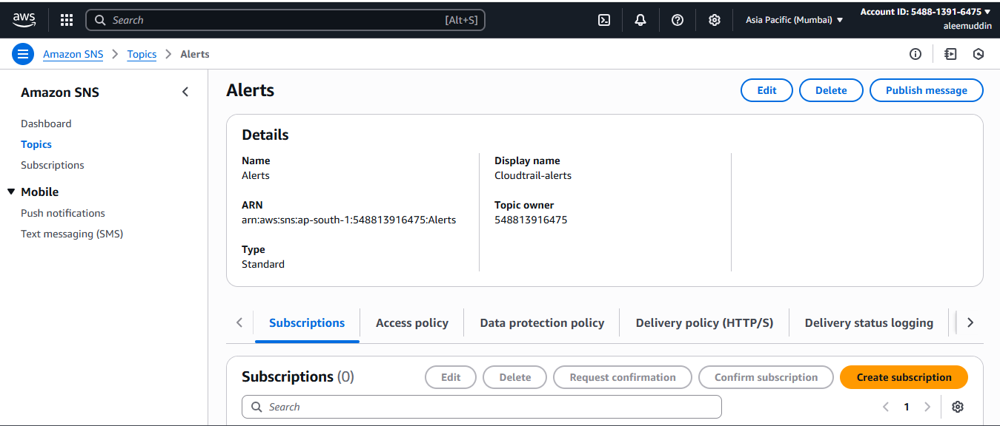 aws
Search [Alt+S]
Asia Pacific (Mumbai)
Account ID: 5488-1391-6475
aleemuddin
Amazon SNS > Topics > Alerts
Amazon SNS
Dashboard
Topics
Subscriptions
Mobile
Push notifications
Text messaging (SMS)
Alerts
Edit Delete Publish message
Details
Name
Alerts
ARN
arn:aws:sns:ap-south-1:548813916475:Alerts
Type
Standard
Display name
Cloudtrail-alerts
Topic owner
548813916475
Subscriptions Access policy Data protection policy Delivery policy (HTTP/S) Delivery status logging
Subscriptions (0)
Edit Delete Request confirmation Confirm subscription Create subscription
Search
1